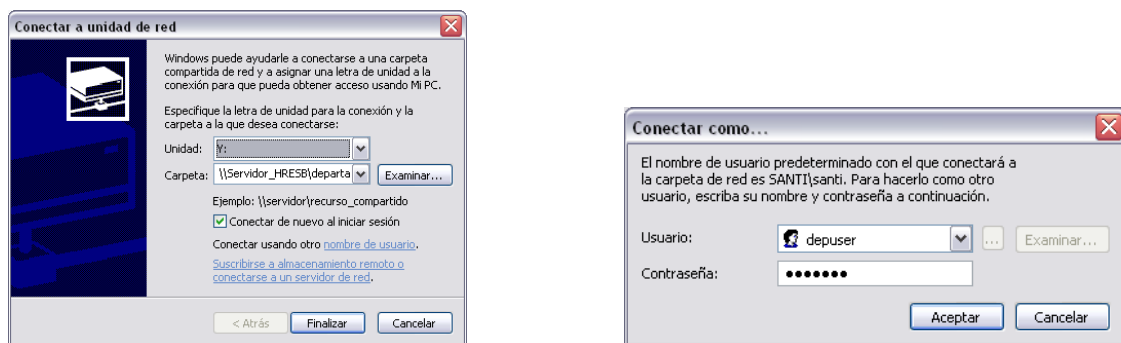 Conectar a unidad de red
Windows puede ayudarle a conectarse a una carpeta
compartida de red y a asignar una letra de unidad a la
conexión para que pueda obtener acceso usando Mi PC.
Especifique la letra de unidad para la conexión y la
carpeta a la que desea conectarse:
Unidad: Y:
Carpeta: \\Servidor_HRESB\departa Examinar...
Ejemplo: \\servidor\recurso_compartido
Conectar de nuevo al iniciar sesión
Conectar usando otro nombre de usuario.
Suscribirse a almacenamiento remoto o
conectarse a un servidor de red.
< Atrás Finalizar Cancelar
Conectar como...
El nombre de usuario predeterminado con el que conectará a
la carpeta de red es SANTI\santi. Para hacerlo como otro
usuario, escriba su nombre y contraseña a continuación.
Usuario: depuser ... Examinar...
Contraseña: •••••••
Aceptar Cancelar